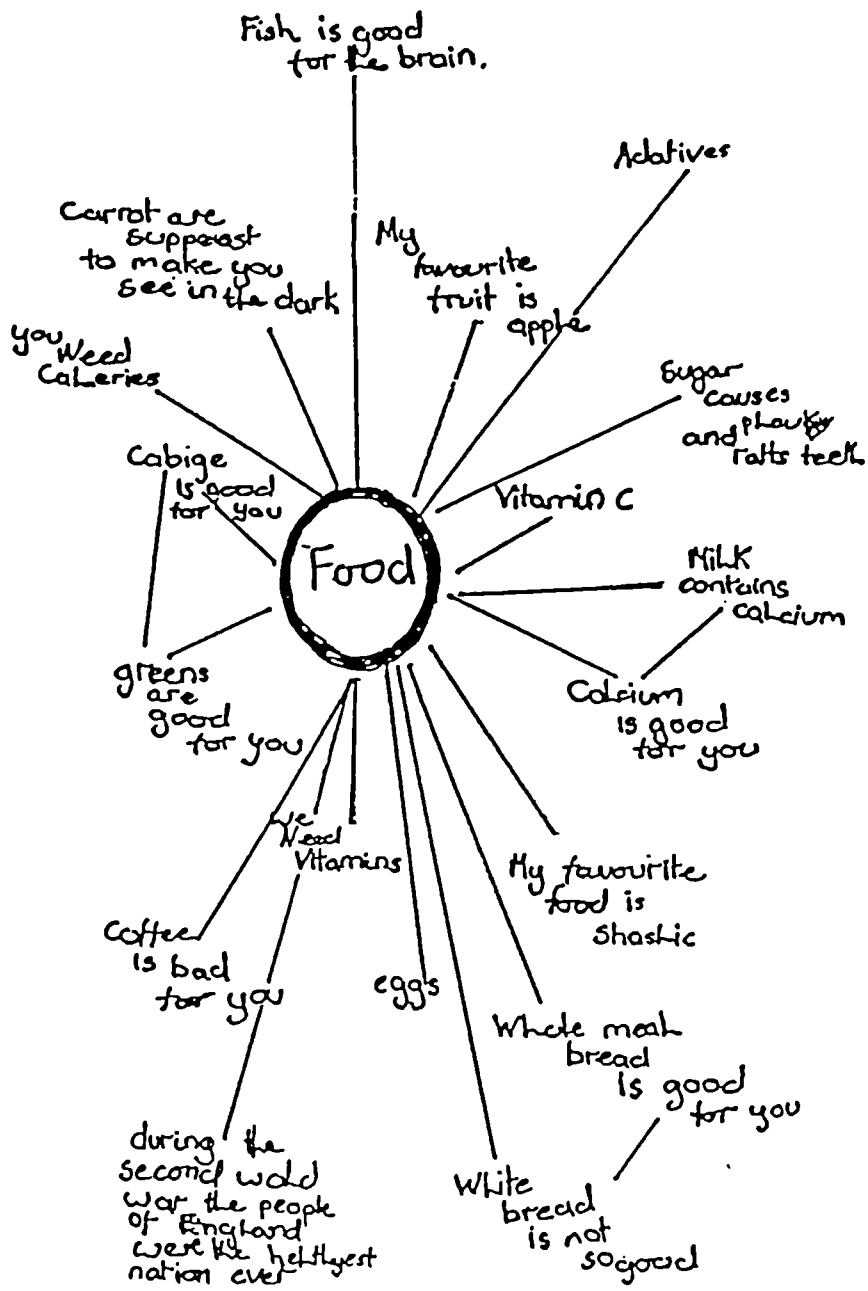 Fish is good
for the brain.
Adatives
Carrot are
suppoast
to make you
see in the dark
My
favourite
fruit is
apple
you
Need
Caleries
Sugar
causes
and
ratts teeth
Cabige
is good
for you
Vitamin C
Food
Milk
contains
calcium
greens
are
good
for you
Calcium
is good
for you
we
Need
Vitamins
My favourite
food is
Shashlic
Coffee
is bad
for you
eggs
Whole meal
bread
is good
for you
during the
second wold
war the people
of England
were the helthyest
nation ever
White
bread
is not
so good